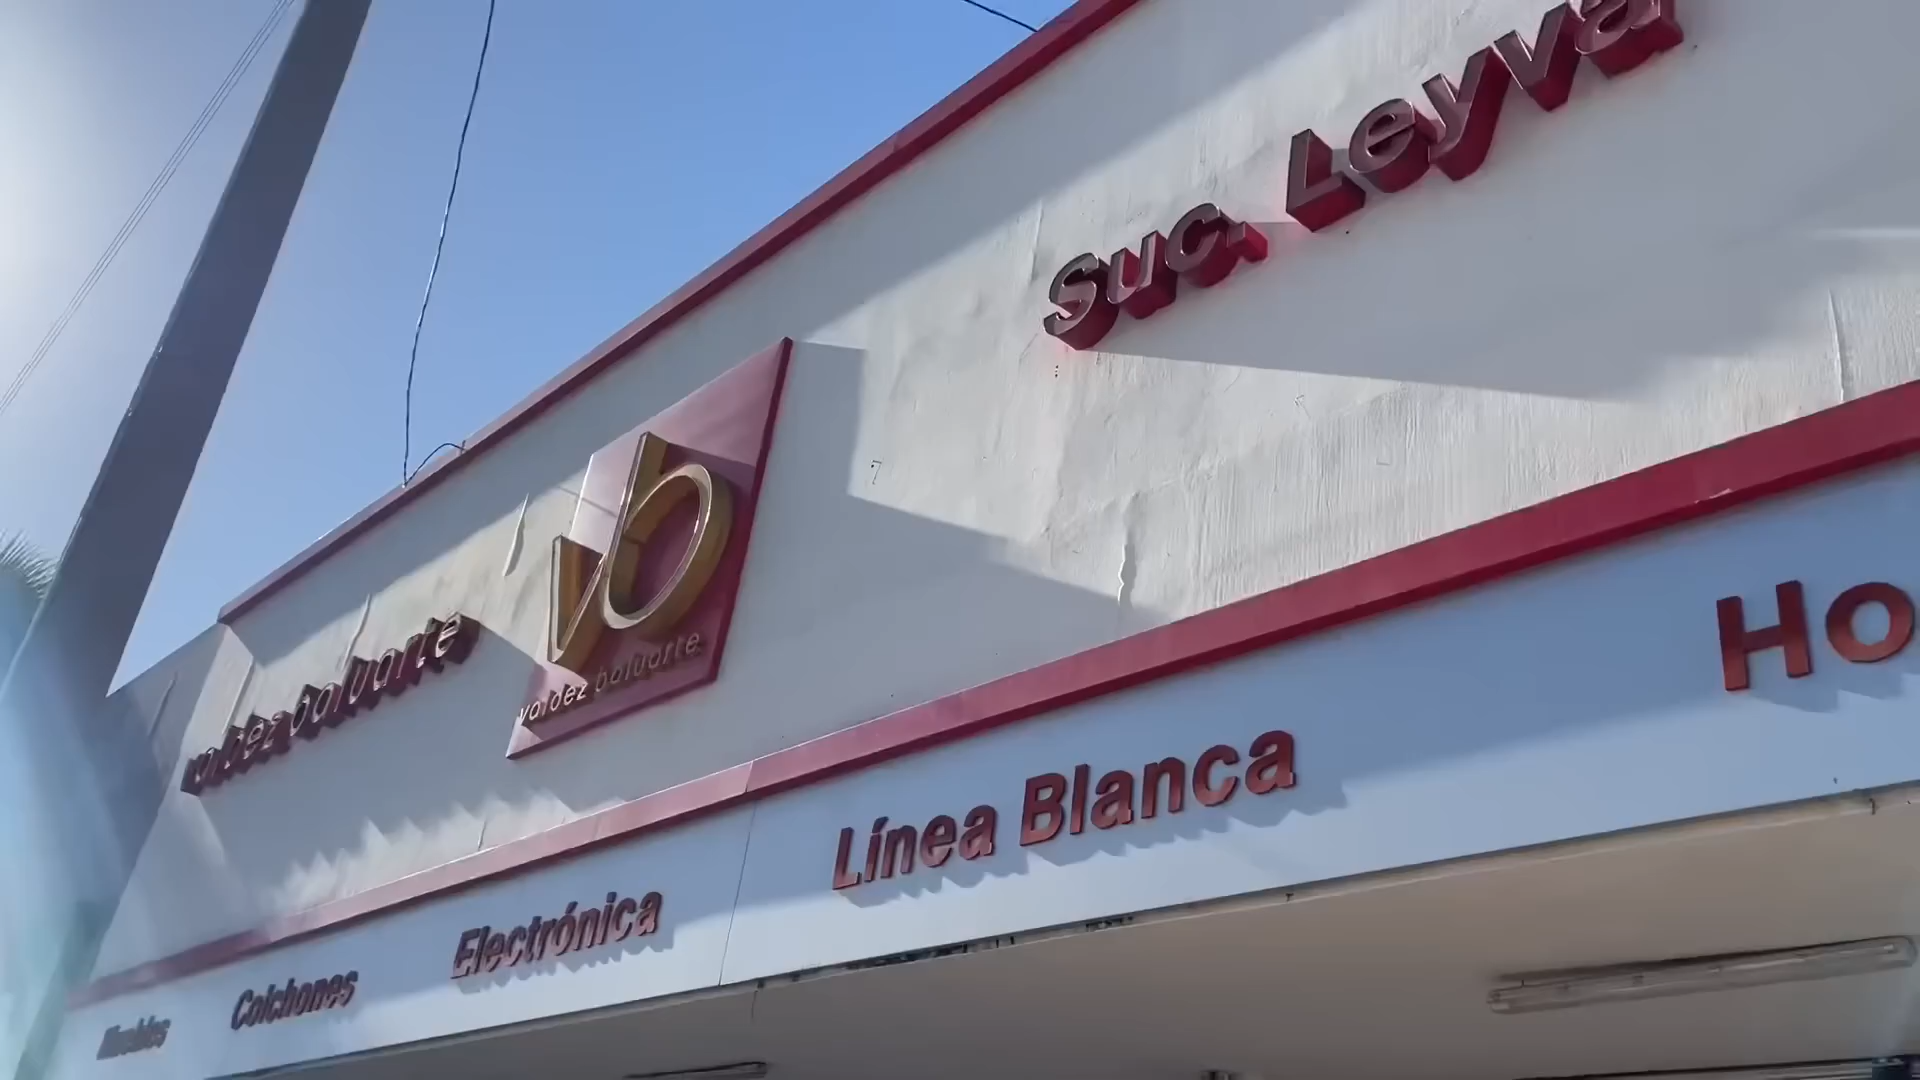 Suc. Leyva
vb
valdez baluarte
valdez baluarte
Muebles
Colchones
Electrónica
Línea Blanca
Ho